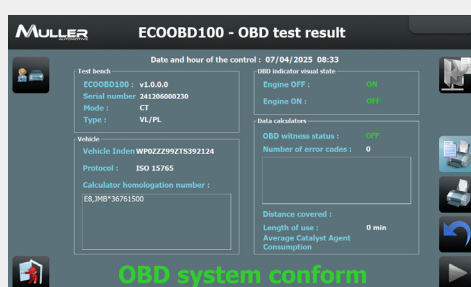 MULLER
AUTOMOTIVE
ECOOBD100 - OBD test result
Date and hour of the control : 07/04/2025 08:33
Test bench
ECOOBD100 : v1.0.0.0
Serial number 241206000230
Mode : CT
Type : VL/PL
OBD indicator visual state
Engine OFF : ON
Engine ON : OFF
Vehicle
Vehicle Inden WP0ZZZ99ZTS392124
Protocol : ISO 15765
Calculator homologation number :
E8,JMB*36761500
Data calculators
OBD witness status : OFF
Number of error codes : 0
Distance covered :
Length of use : 0 min
Average Catalyst Agent
Consumption
OBD system conform